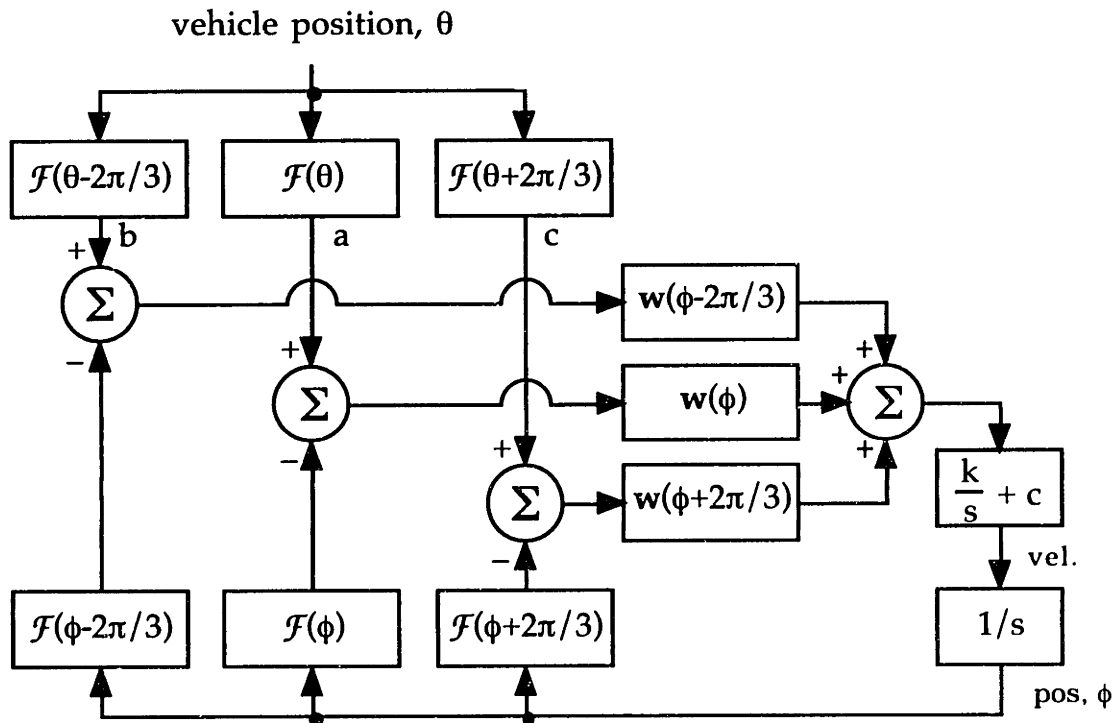 vehicle position, θ
ℱ(θ-2π/3)
ℱ(θ)
ℱ(θ+2π/3)
b
a
c
+
Σ
−
+
Σ
−
+
Σ
−
w(φ-2π/3)
w(φ)
w(φ+2π/3)
+
+
+
Σ
k/s + c
vel.
1/s
pos, φ
ℱ(φ-2π/3)
ℱ(φ)
ℱ(φ+2π/3)